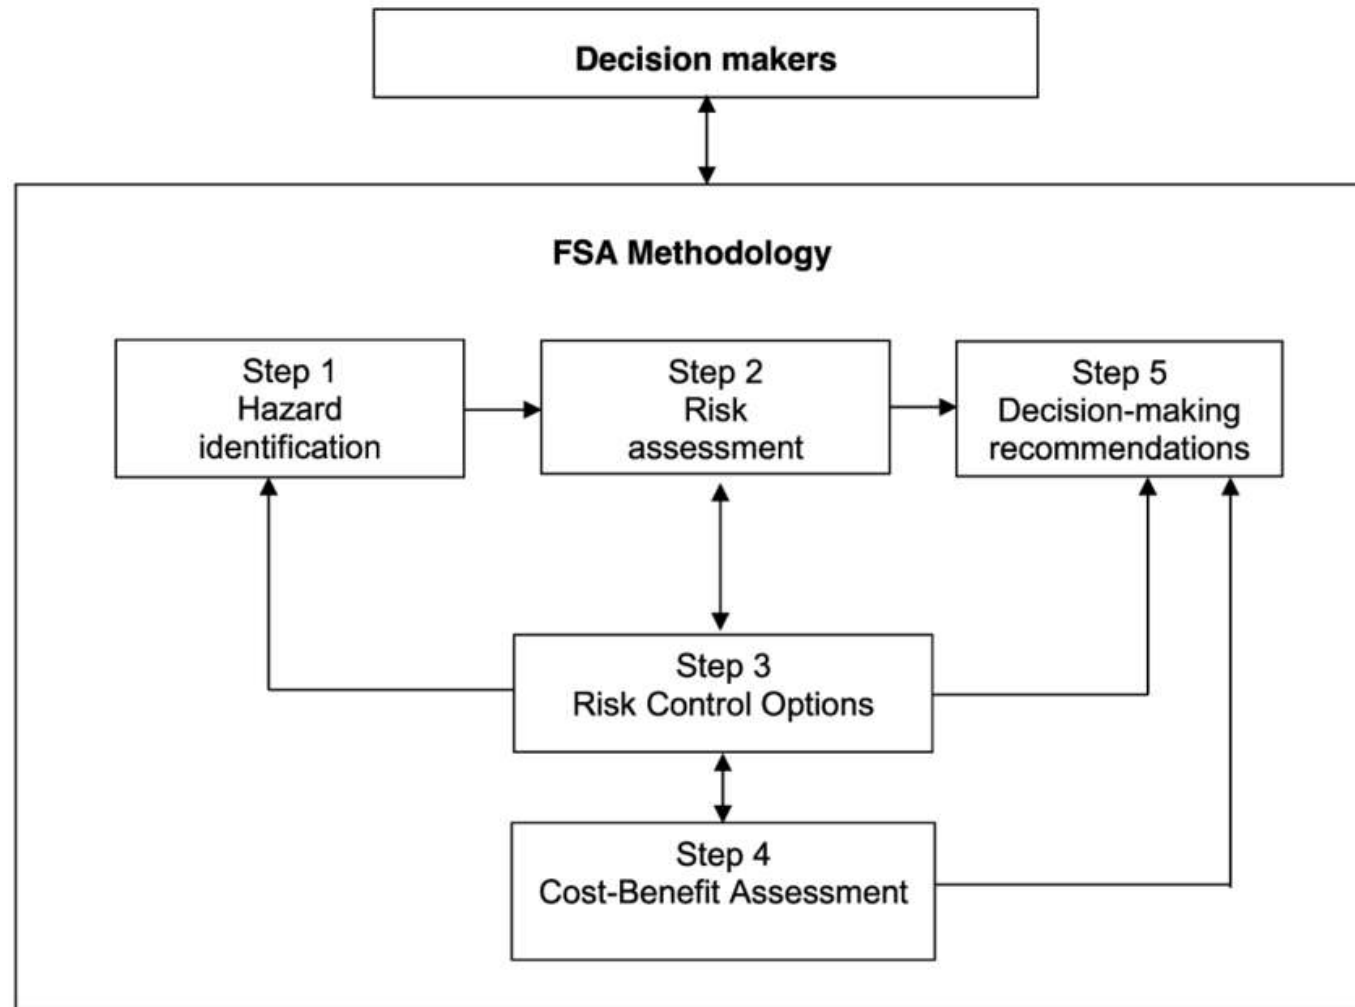 Decision makers
FSA Methodology
Step 1
Hazard
identification
Step 2
Risk
assessment
Step 5
Decision-making
recommendations
Step 3
Risk Control Options
Step 4
Cost-Benefit Assessment